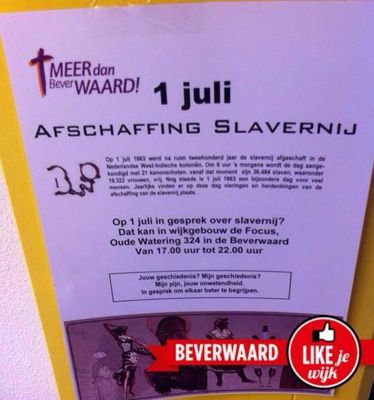 MEER dan
Bever WAARD!
1 juli
AFSCHAFFING SLAVERNIJ
Op 1 juli 1863 werd na ruim tweehonderd jaar de slavernij afgeschaft in de
Nederlandse West-Indische koloniën. Om 6 uur 's morgens wordt de dag aange-
kondigd met 21 kanonschoten. vanaf dat moment zijn 36.484 slaven, waaronder
19.322 vrouwen, vrij. Nog steeds is 1 juli 1863 een bijzondere dag voor veel
mensen. Jaarlijks vinden er op deze dag vieringen en herdenkingen van de
afschaffing van de slavernij plaats.
Op 1 juli in gesprek over slavernij?
Dat kan in wijkgebouw de Focus,
Oude Watering 324 in de Beverwaard
Van 17.00 uur tot 22.00 uur
Jouw geschiedenis? Mijn geschiedenis?
Mijn pijn, jouw onwetendheid.
In gesprek om elkaar beter te begrijpen.
BEVERWAARD
LIKE je
wijk